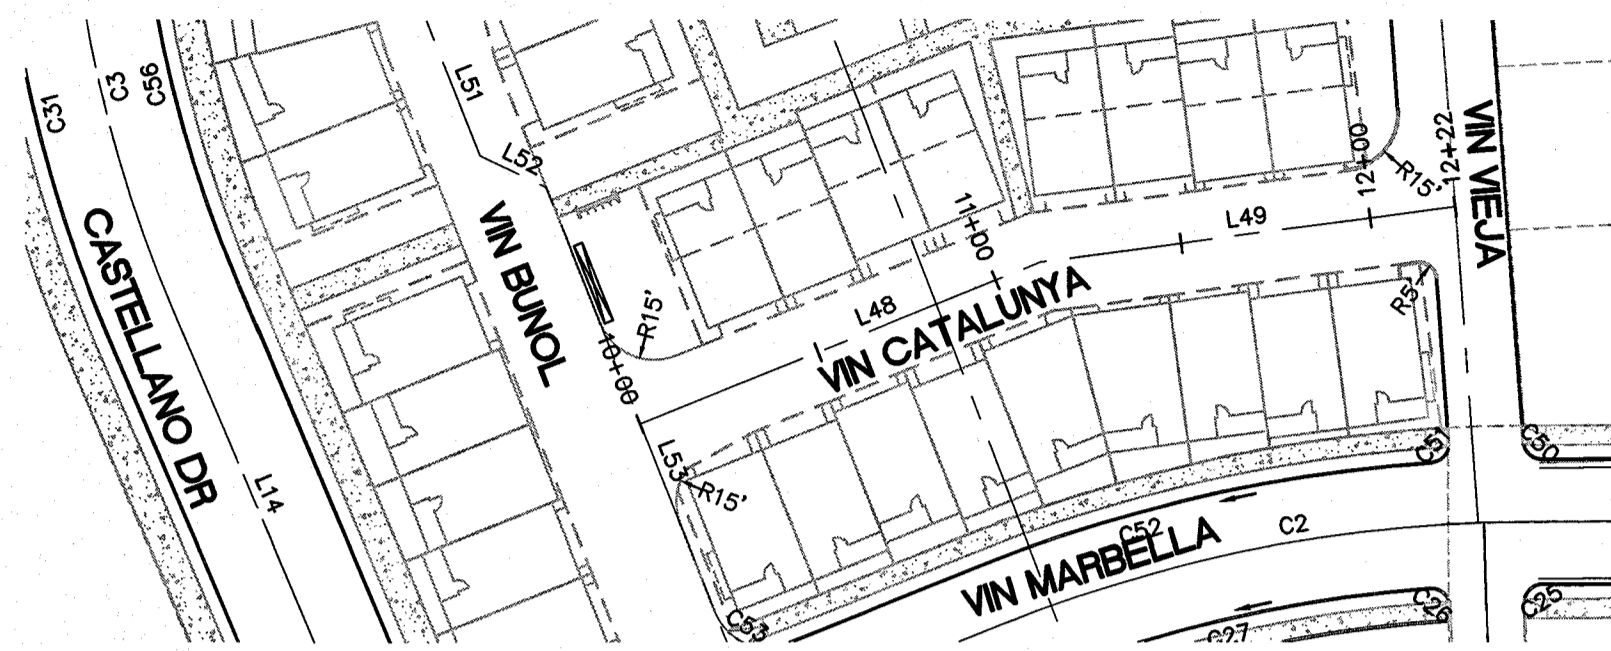 C31
C3
C56
L51
L52
CASTELLANO DR
L14
VIN BUNOL
R15'
10+00
L53
R15'
C53
L48
11+00
VIN CATALUNYA
L49
12+00
R15'
12+22
VIN VIEJA
R5'
C51
C50
C52
C2
VIN MARBELLA
C27
C26
C25